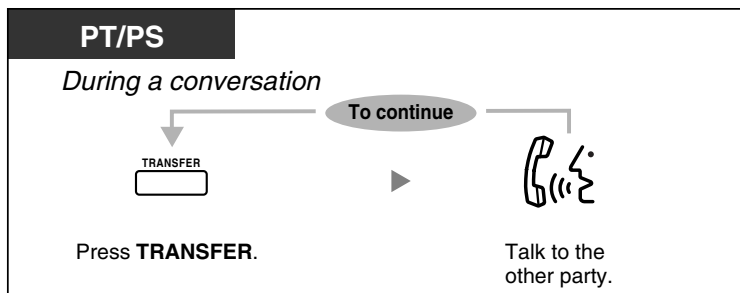 PT/PS
During a conversation
To continue
TRANSFER
Press TRANSFER.
Talk to the
other party.